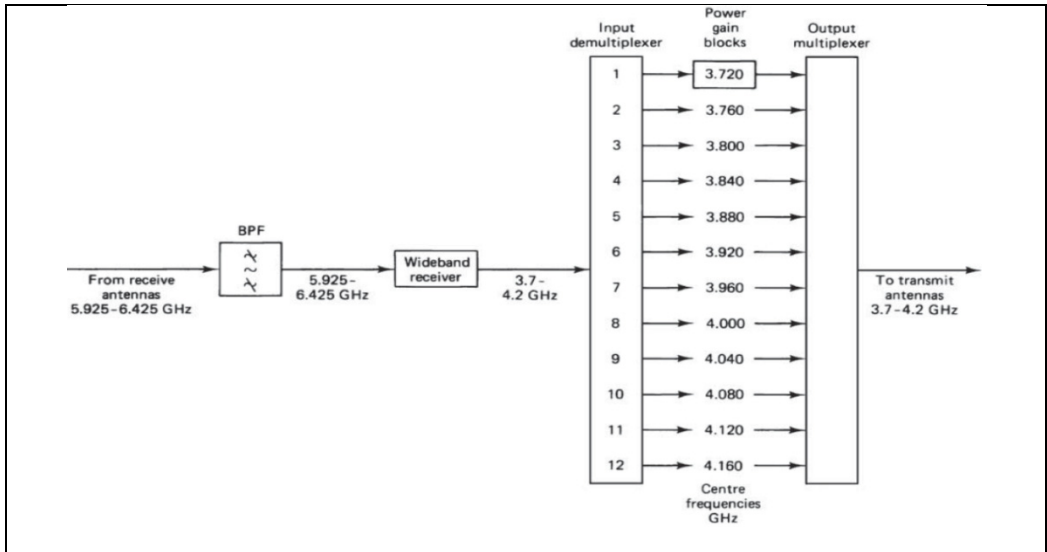 Input
demultiplexer
Power
gain
blocks
Output
multiplexer
1
3.720
2
3.760
3
3.800
4
3.840
5
3.880
6
3.920
7
3.960
8
4.000
9
4.040
10
4.080
11
4.120
12
4.160
BPF
From receive
antennas
5.925-6.425 GHz
5.925-
6.425 GHz
Wideband
receiver
3.7-
4.2 GHz
To transmit
antennas
3.7-4.2 GHz
Centre
frequencies
GHz